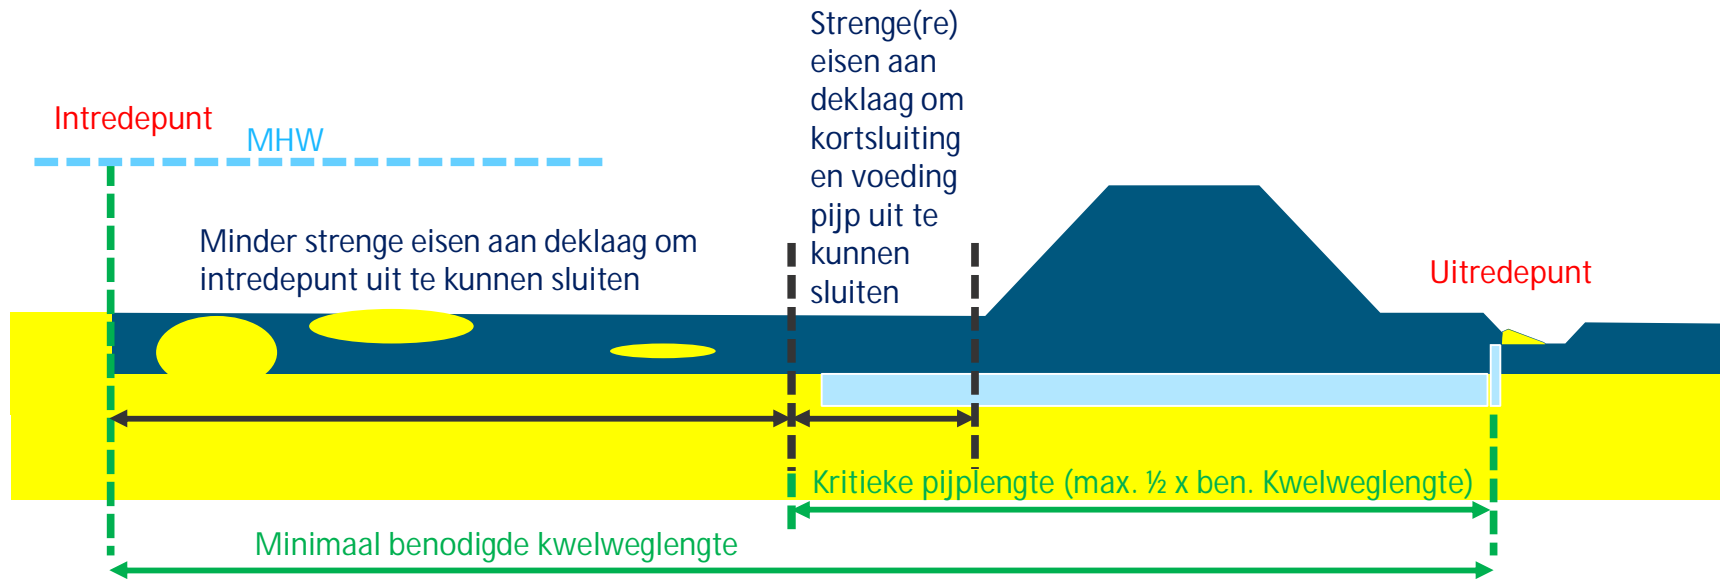 Strenge(re)
eisen aan
deklaag om
kortsluiting
en voeding
pijp uit te
kunnen
sluiten
Intredepunt
MHW
Minder strenge eisen aan deklaag om
intredepunt uit te kunnen sluiten
Uitredepunt
Kritieke pijplengte (max. ½ x ben. Kwelweglengte)
Minimaal benodigde kwelweglengte